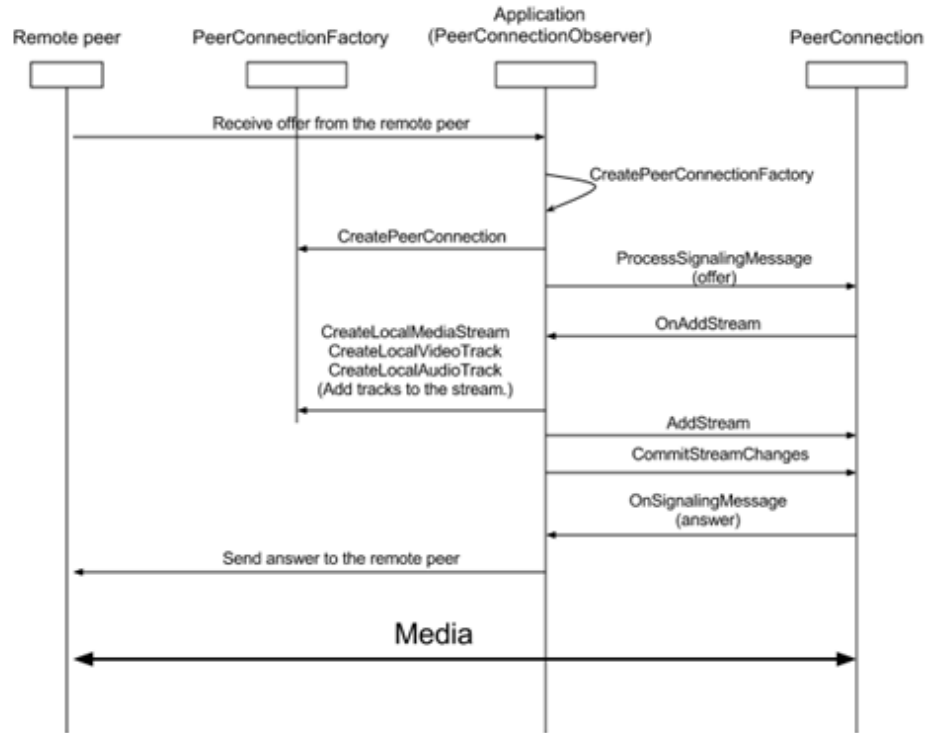 Remote peer
PeerConnectionFactory
Application
(PeerConnectionObserver)
PeerConnection
Receive offer from the remote peer
CreatePeerConnectionFactory
CreatePeerConnection
ProcessSignalingMessage
(offer)
OnAddStream
CreateLocalMediaStream
CreateLocalVideoTrack
CreateLocalAudioTrack
(Add tracks to the stream.)
AddStream
CommitStreamChanges
OnSignalingMessage
(answer)
Send answer to the remote peer
Media